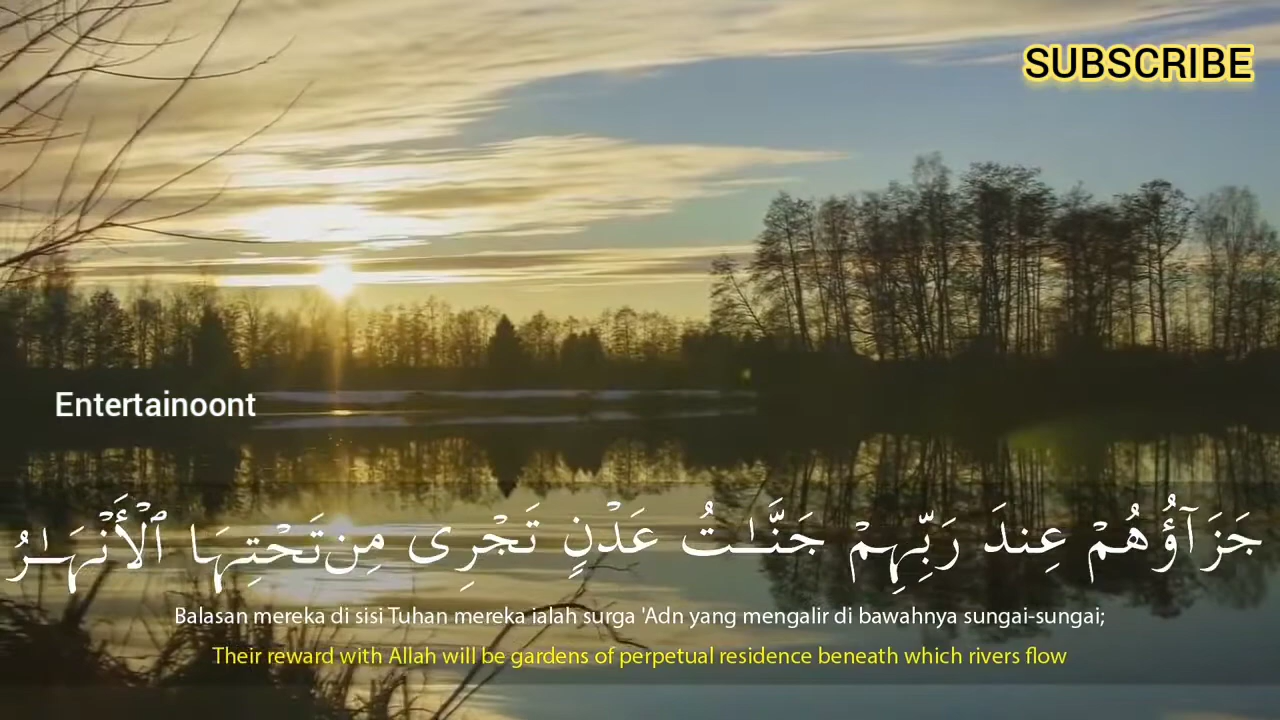 SUBSCRIBE
Entertainoont
جَزَآؤُهُمْ عِندَ رَبِّهِمْ جَنَّـٰتُ عَدْنٍ تَجْرِى مِن تَحْتِهَا ٱلْأَنْهَـٰرُ
Balasan mereka di sisi Tuhan mereka ialah surga 'Adn yang mengalir di bawahnya sungai-sungai;
Their reward with Allah will be gardens of perpetual residence beneath which rivers flow